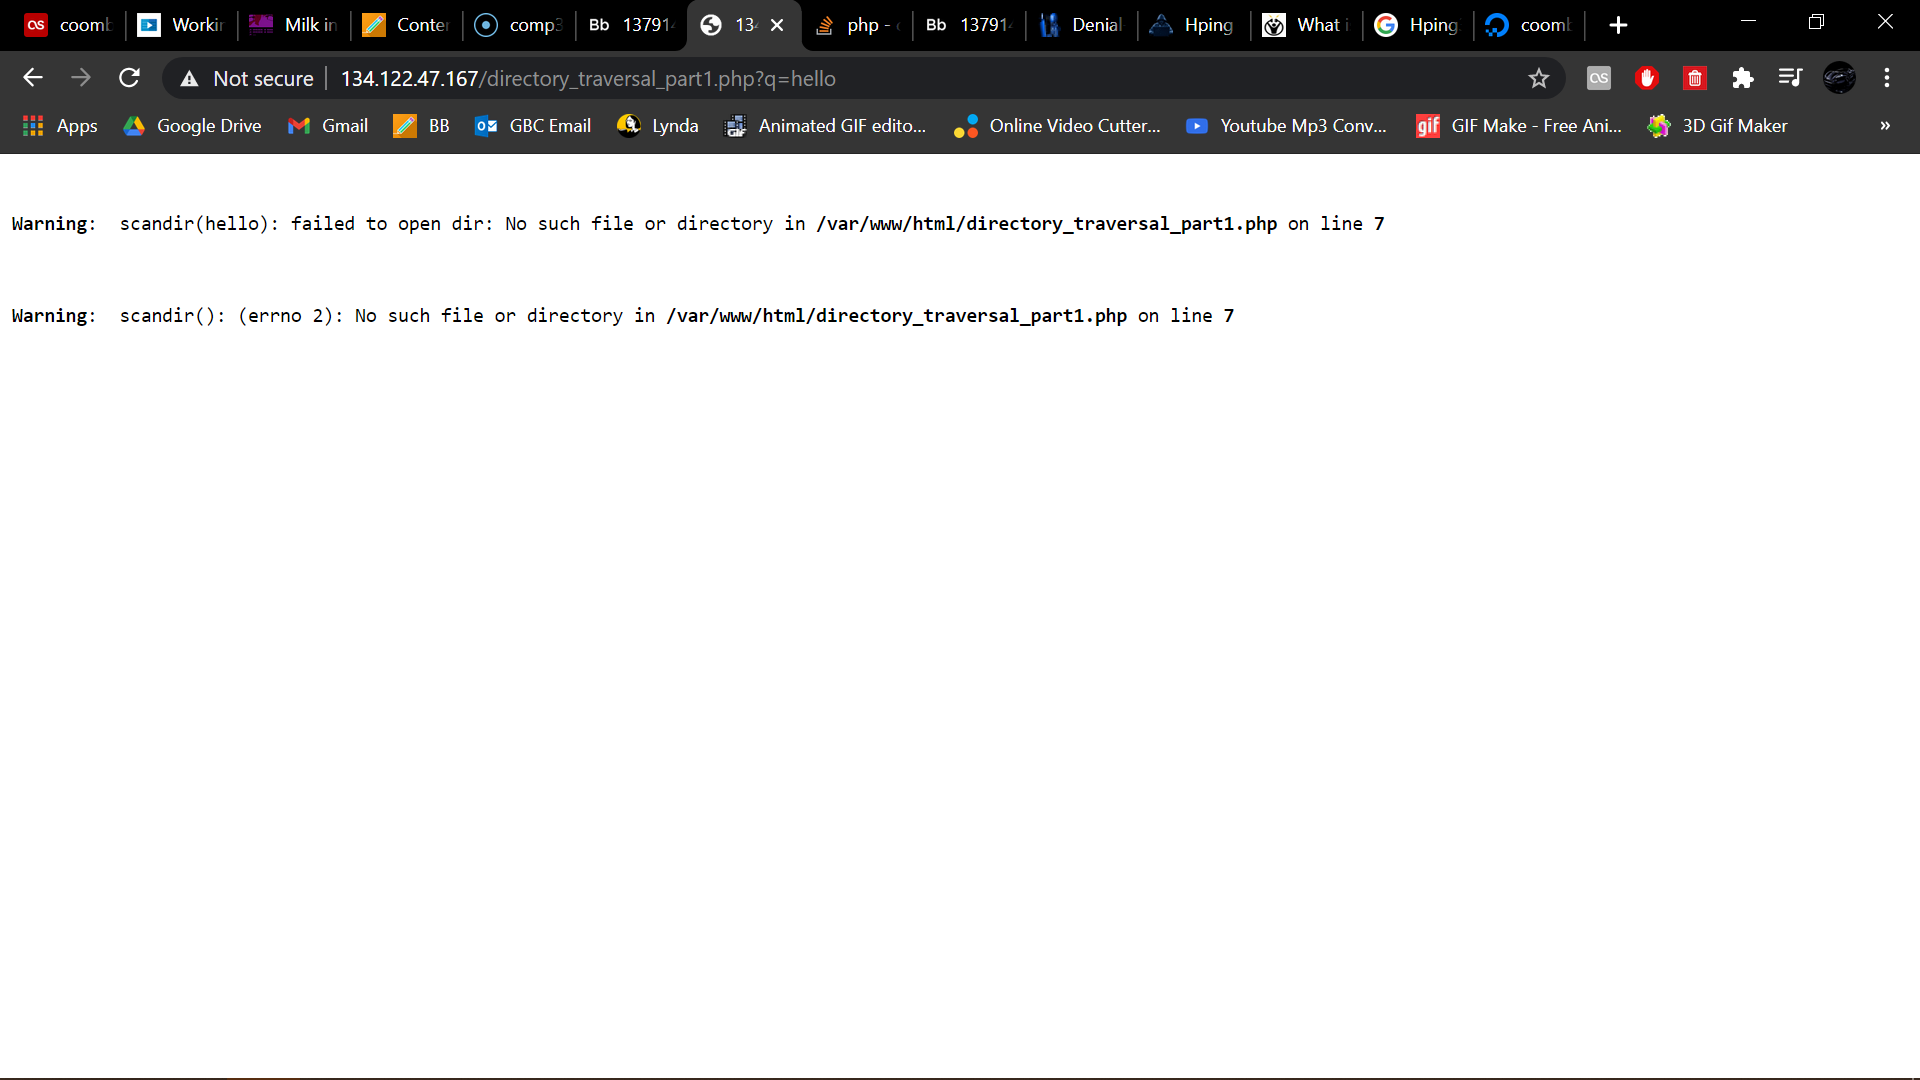 coomb Workin Milk in Conte comp3 Bb 13791 13 php - Bb 13791 Denial Hping What i Hping coomb
Not secure 134.122.47.167/directory_traversal_part1.php?q=hello
Apps Google Drive Gmail BB GBC Email Lynda Animated GIF edito... Online Video Cutter... Youtube Mp3 Conv... gif GIF Make - Free Ani... 3D Gif Maker »
Warning:  scandir(hello): failed to open dir: No such file or directory in /var/www/html/directory_traversal_part1.php on line 7
Warning:  scandir(): (errno 2): No such file or directory in /var/www/html/directory_traversal_part1.php on line 7